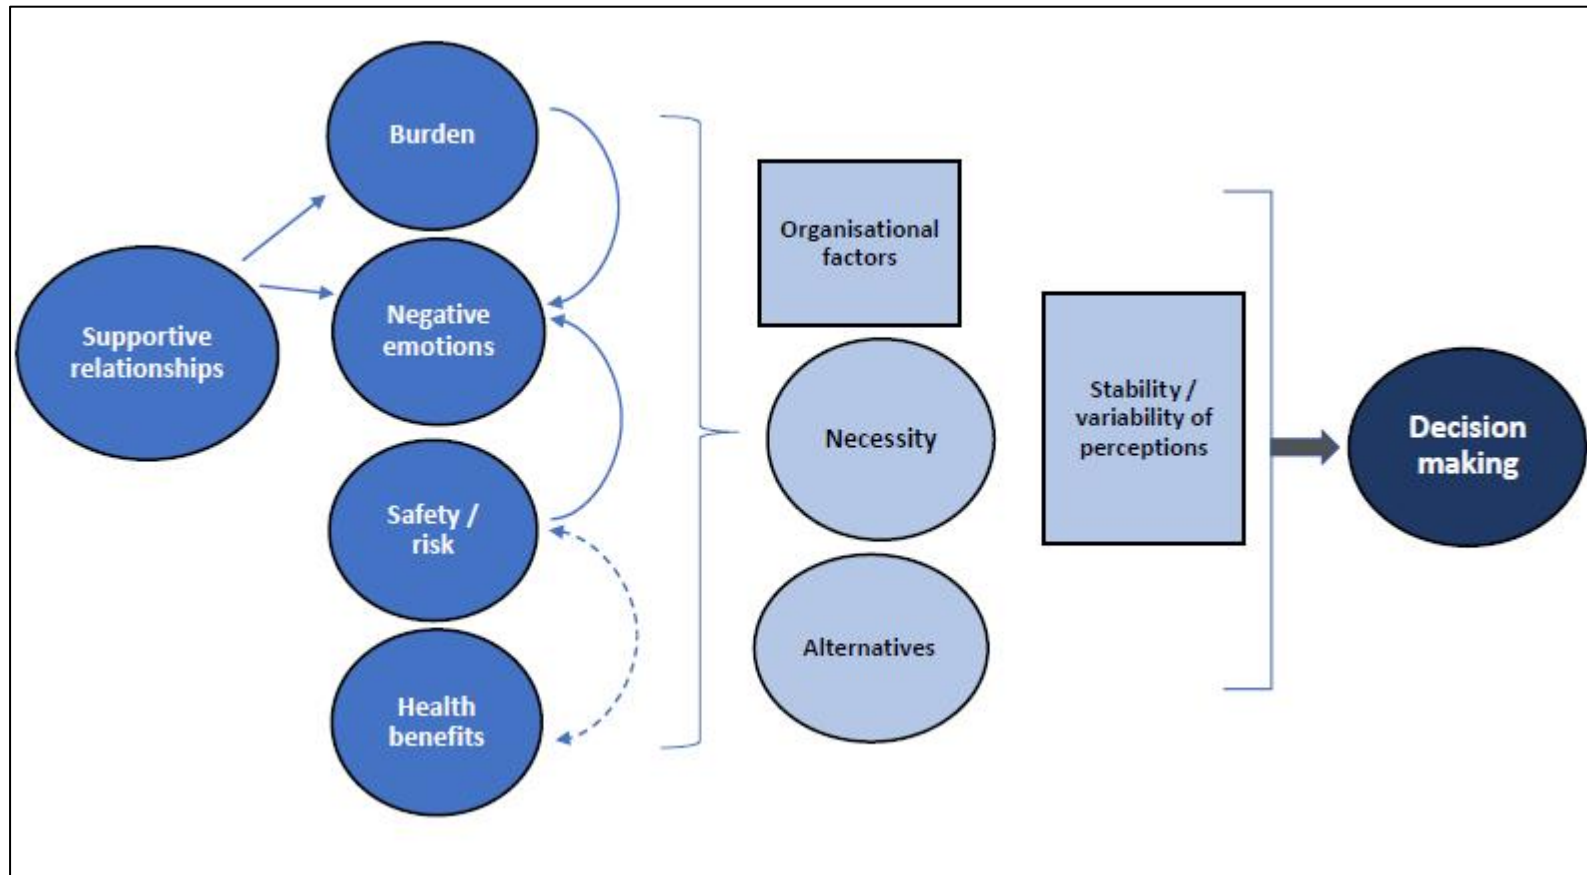 Burden
Supportive
relationships
Negative
emotions
Safety /
risk
Health
benefits
Organisational
factors
Necessity
Alternatives
Stability /
variability of
perceptions
Decision
making